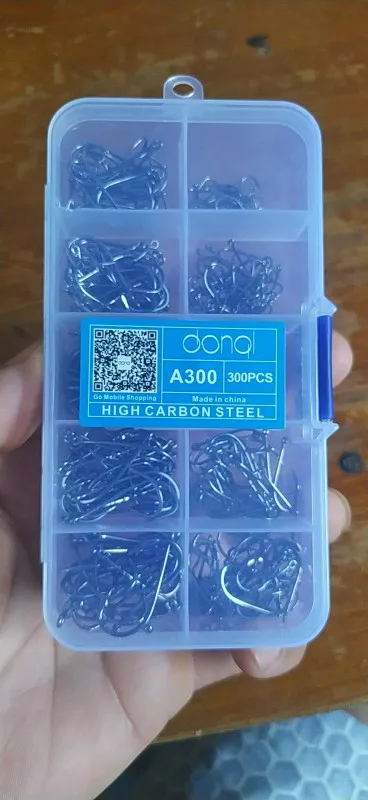 donql
A300
300PCS
Go Mobile Shopping
Made in china
HIGH CARBON STEEL